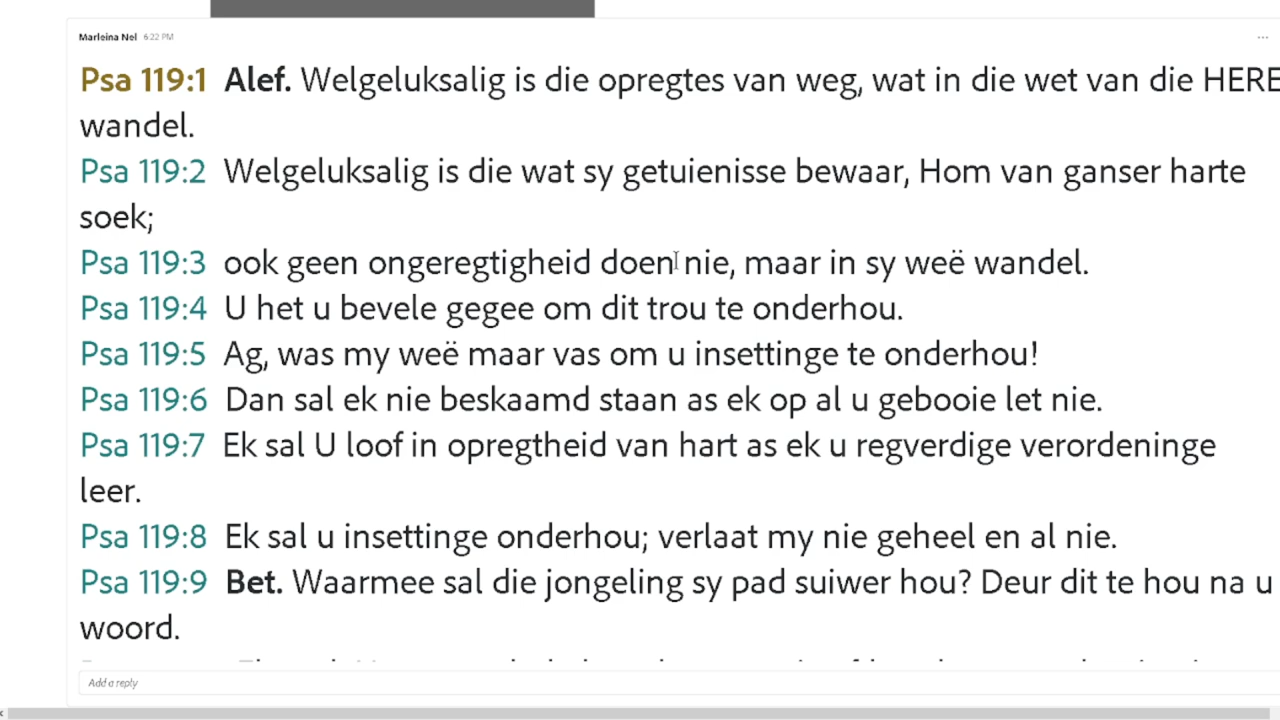 Marleina Nel 6:22 PM
Psa 119:1 Alef. Welgeluksalig is die opregtes van weg, wat in die wet van die HERE
wandel.
Psa 119:2 Welgeluksalig is die wat sy getuienisse bewaar, Hom van ganser harte
soek;
Psa 119:3 ook geen ongeregtigheid doen nie, maar in sy weë wandel.
Psa 119:4 U het u bevele gegee om dit trou te onderhou.
Psa 119:5 Ag, was my weë maar vas om u insettinge te onderhou!
Psa 119:6 Dan sal ek nie beskaamd staan as ek op al u gebooie let nie.
Psa 119:7 Ek sal U loof in opregtheid van hart as ek u regverdige verordeninge
leer.
Psa 119:8 Ek sal u insettinge onderhou; verlaat my nie geheel en al nie.
Psa 119:9 Bet. Waarmee sal die jongeling sy pad suiwer hou? Deur dit te hou na u
woord.
Add a reply